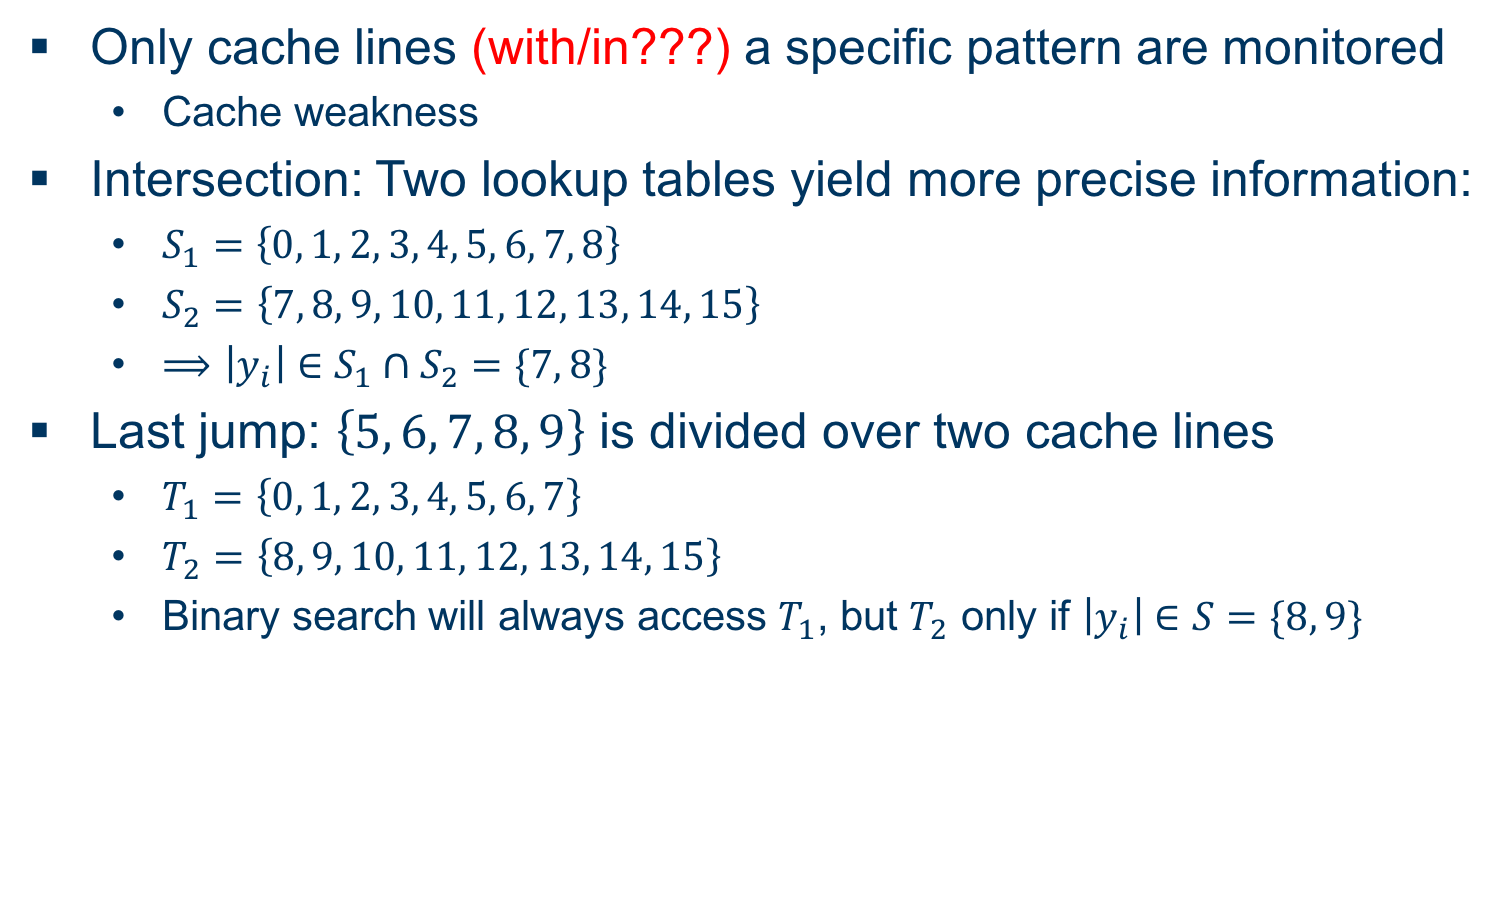 ▪ Only cache lines (with/in???) a specific pattern are monitored
• Cache weakness
▪ Intersection: Two lookup tables yield more precise information:
• S₁ = {0, 1, 2, 3, 4, 5, 6, 7, 8}
• S₂ = {7, 8, 9, 10, 11, 12, 13, 14, 15}
• ⟹ |yᵢ| ∈ S₁ ∩ S₂ = {7, 8}
▪ Last jump: {5, 6, 7, 8, 9} is divided over two cache lines
• T₁ = {0, 1, 2, 3, 4, 5, 6, 7}
• T₂ = {8, 9, 10, 11, 12, 13, 14, 15}
• Binary search will always access T₁, but T₂ only if |yᵢ| ∈ S = {8, 9}